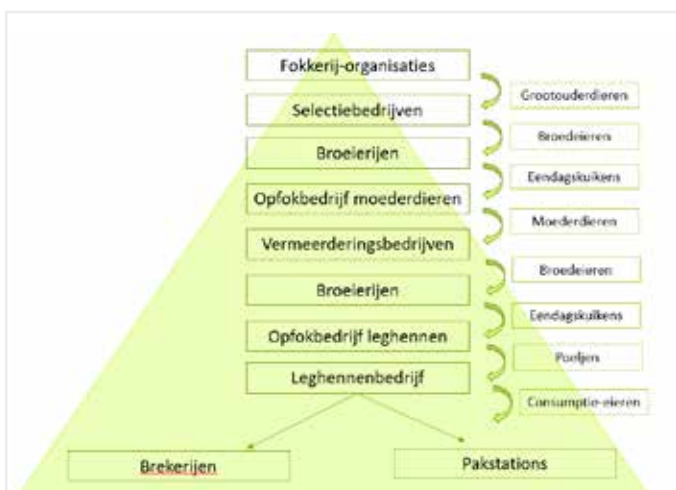 Fokkerij-organisaties
Grootouderdieren
Selectiebedrijven
Broedeieren
Broeierijen
Eendagskuikens
Opfokbedrijf moederdieren
Moederdieren
Vermeerderingsbedrijven
Broedeieren
Broeierijen
Eendagskuikens
Opfokbedrijf leghennen
Poeljen
Leghennenbedrijf
Consumptie-eieren
Brekerijen
Pakstations